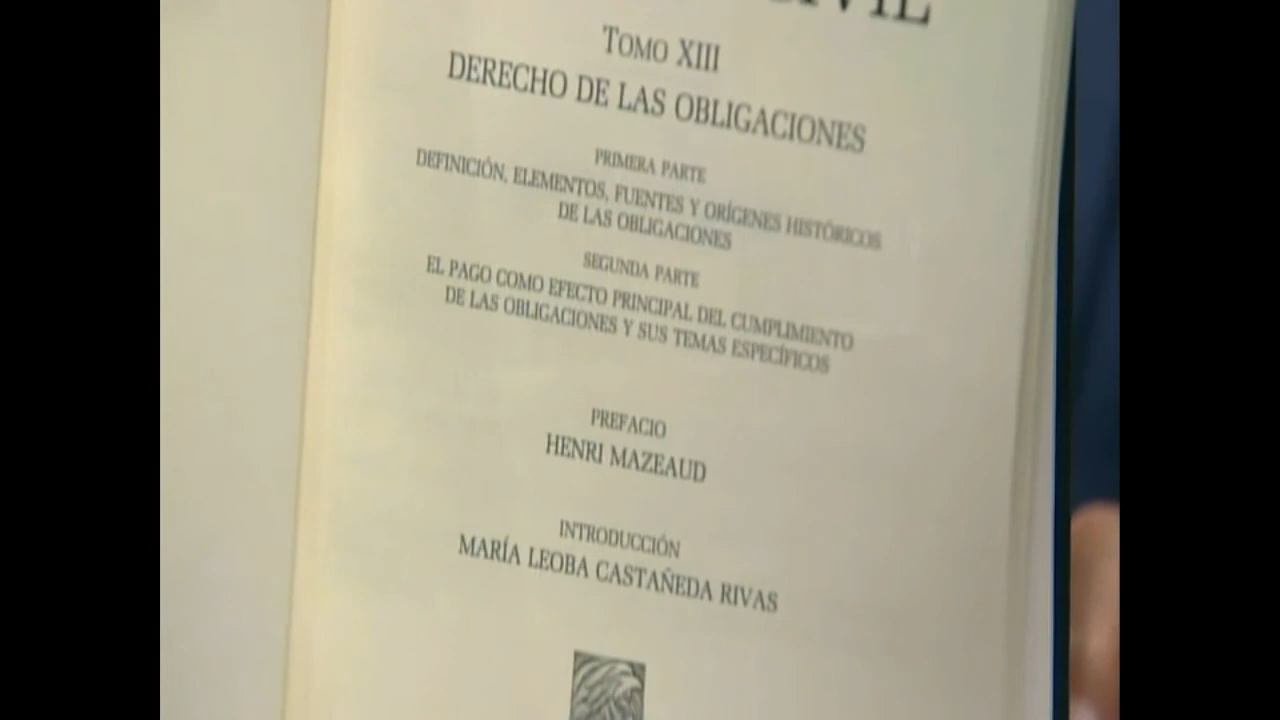 TOMO XIII
DERECHO DE LAS OBLIGACIONES
PRIMERA PARTE
DEFINICIÓN, ELEMENTOS, FUENTES Y ORÍGENES HISTÓRICOS
DE LAS OBLIGACIONES
SEGUNDA PARTE
EL PAGO COMO EFECTO PRINCIPAL DEL CUMPLIMIENTO
DE LAS OBLIGACIONES Y SUS TEMAS ESPECÍFICOS
PREFACIO
HENRI MAZEAUD
INTRODUCCIÓN
MARÍA LEOBA CASTAÑEDA RIVAS